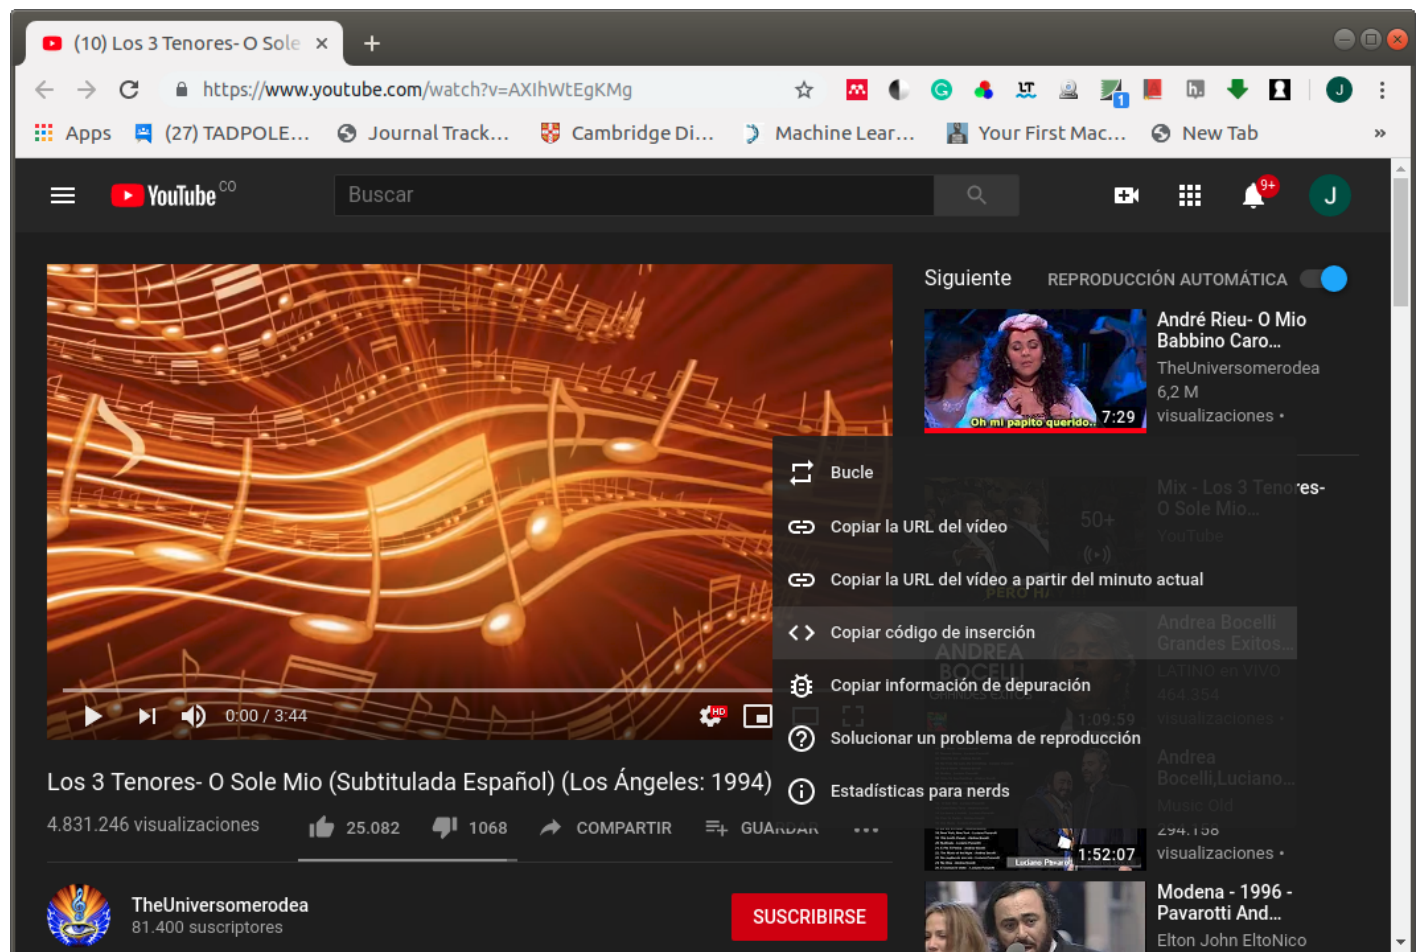 (10) Los 3 Tenores- O Sole
https://www.youtube.com/watch?v=AXIhWtEgKMg
1
J
Apps
(27) TADPOLE...
Journal Track...
Cambridge Di...
Machine Lear...
Your First Mac...
New Tab
»
YouTube CO
Buscar
9+
J
Siguiente
REPRODUCCIÓN AUTOMÁTICA
André Rieu- O Mio
Babbino Caro...
TheUniversomerodea
6,2 M
visualizaciones •
Oh mi papito querido..
7:29
Bucle
Copiar la URL del vídeo
Copiar la URL del vídeo a partir del minuto actual
Copiar código de inserción
Copiar información de depuración
Solucionar un problema de reproducción
Estadísticas para nerds
Mix - Los 3 Tenores-
O Sole Mio...
YouTube
50+
PERO HA
Andrea Bocelli
Grandes Exitos...
LATINO en VIVO
464.354
visualizaciones •
ANDREA
BOCELLI
1:09:59
Andrea
Bocelli,Luciano...
Music Old
294.158
visualizaciones •
1:52:07
0:00 / 3:44
HD
Los 3 Tenores- O Sole Mio (Subtitulada Español) (Los Ángeles: 1994)
4.831.246 visualizaciones
25.082
1068
COMPARTIR
GUARDAR
TheUniversomerodea
81.400 suscriptores
SUSCRIBIRSE
Modena - 1996 -
Pavarotti And...
Elton John EltoNico